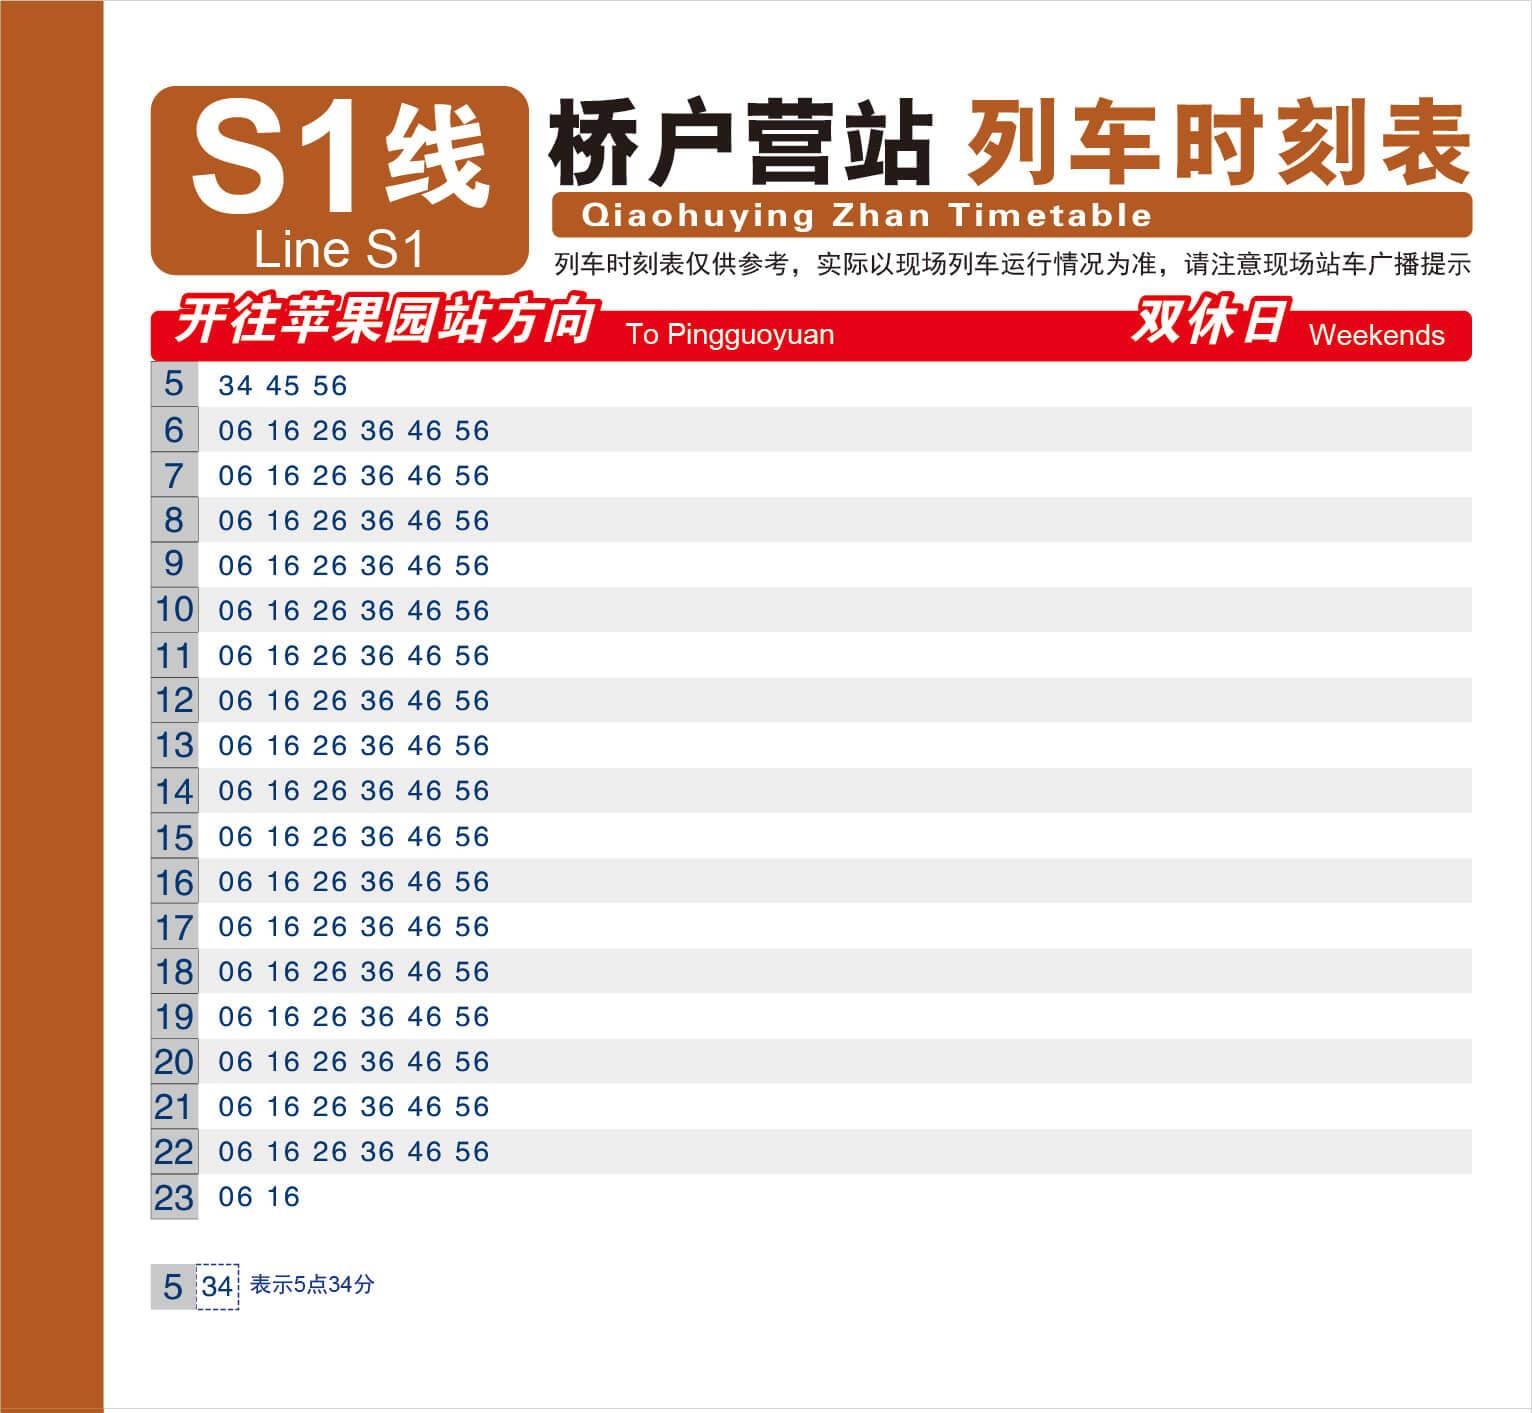 S1线
Line S1
桥户营站 列车时刻表
Qiaohuying Zhan Timetable
列车时刻表仅供参考，实际以现场列车运行情况为准，请注意现场站车广播提示
开往苹果园站方向 To Pingguoyuan 双休日 Weekends
5 34 45 56
6 06 16 26 36 46 56
7 06 16 26 36 46 56
8 06 16 26 36 46 56
9 06 16 26 36 46 56
10 06 16 26 36 46 56
11 06 16 26 36 46 56
12 06 16 26 36 46 56
13 06 16 26 36 46 56
14 06 16 26 36 46 56
15 06 16 26 36 46 56
16 06 16 26 36 46 56
17 06 16 26 36 46 56
18 06 16 26 36 46 56
19 06 16 26 36 46 56
20 06 16 26 36 46 56
21 06 16 26 36 46 56
22 06 16 26 36 46 56
23 06 16
5 34 表示5点34分